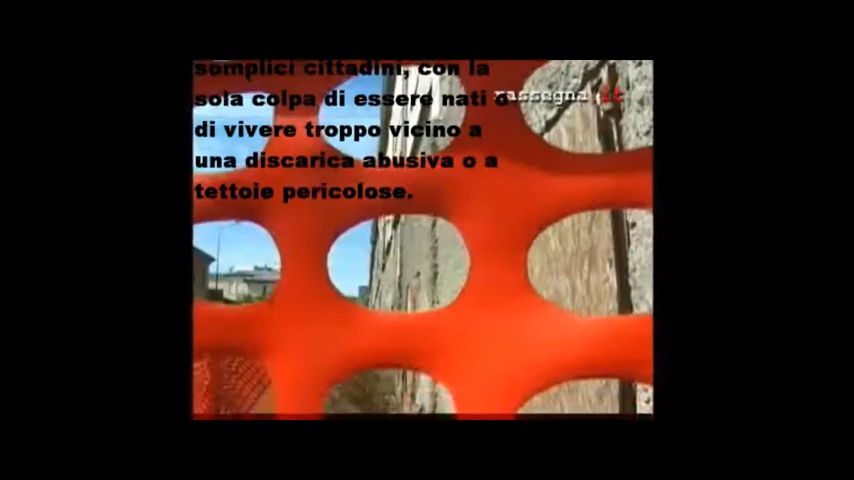 semplici cittadini, con la
sola colpa di essere nati o
di vivere troppo vicino a
una discarica abusiva o a
tettoie pericolose.
rassegna.it